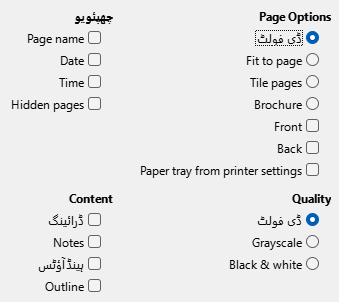 Page Options
ڈی فولٹ
Fit to page
Tile pages
Brochure
Front
Back
Paper tray from printer settings
چھپئویو
Page name
Date
Time
Hidden pages
Quality
ڈی فولٹ
Grayscale
Black & white
Content
ڈرائینگ
Notes
ہینڈآؤٹس
Outline